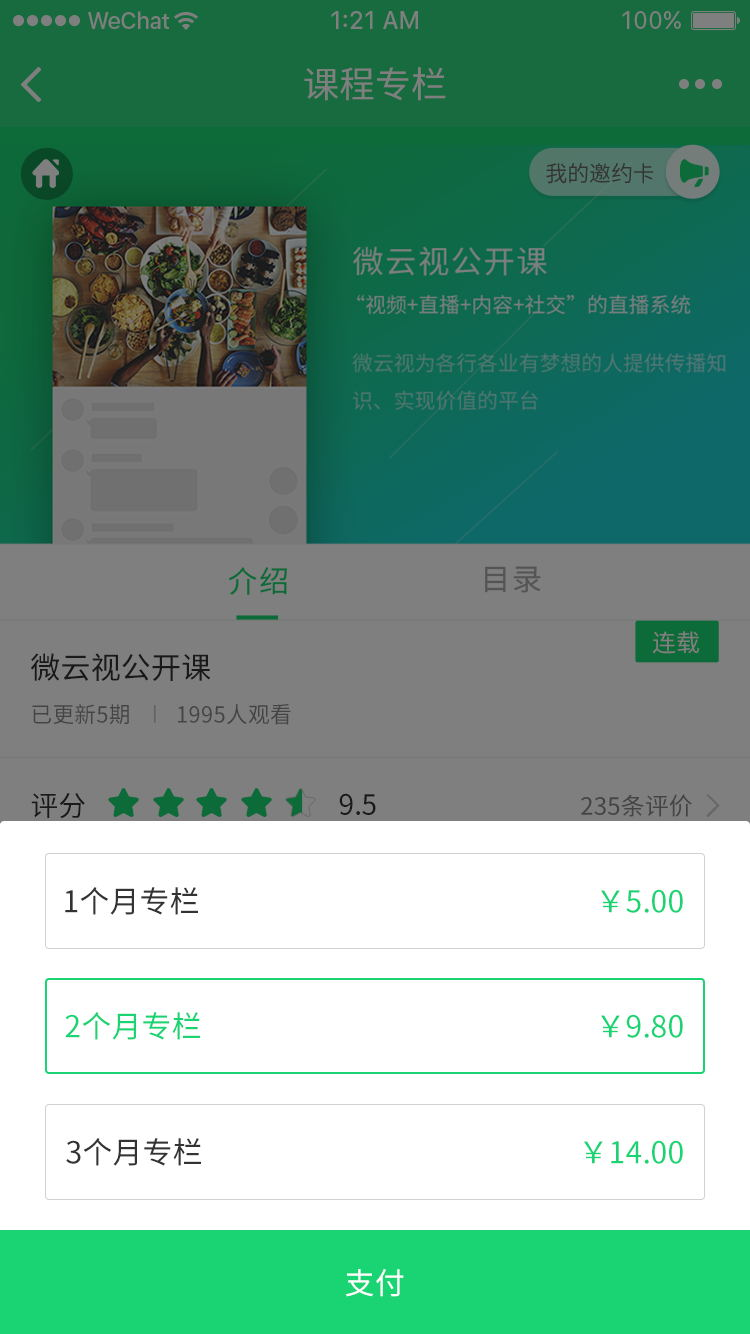 WeChat 1:21 AM 100%
课程专栏
我的邀约卡
微云视公开课
“视频+直播+内容+社交”的直播系统
微云视为各行各业有梦想的人提供传播知
识、实现价值的平台
介绍 目录
连载
微云视公开课
已更新5期 1995人观看
评分 9.5 235条评价
1个月专栏 ￥5.00
2个月专栏 ￥9.80
3个月专栏 ￥14.00
支付